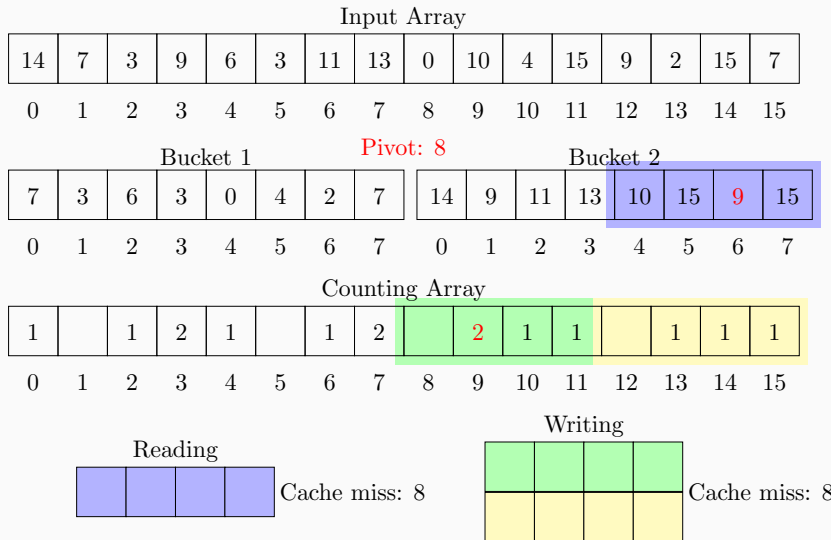 Input Array
14 7 3 9 6 3 11 13 0 10 4 15 9 2 15 7
0 1 2 3 4 5 6 7 8 9 10 11 12 13 14 15
Pivot: 8
Bucket 1 Bucket 2
7 3 6 3 0 4 2 7 14 9 11 13 10 15 9 15
0 1 2 3 4 5 6 7 0 1 2 3 4 5 6 7
Counting Array
1 1 2 1 1 2 2 1 1 1 1 1
0 1 2 3 4 5 6 7 8 9 10 11 12 13 14 15
Writing
Reading
Cache miss: 8 Cache miss: 8